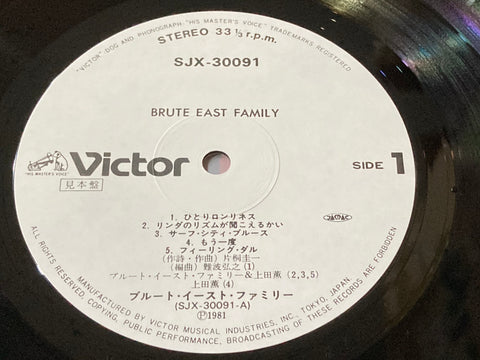 "VICTOR"-DOG AND PHONOGRAPH-"HIS MASTER'S VOICE" TRADEMARKS REGISTERED
STEREO 33 ⅓ r.p.m.
SJX-30091
BRUTE EAST FAMILY
"HIS MASTER'S VOICE"
Victor
見本盤
SIDE 1
1. ひとりロンリネス
2. リンダのリズムが聞こえるかい
3. サーフ・シティ・ブルース
4. もう一度
5. フィーリング・ダル
(作詩・作曲)片桐圭一
(編曲)難波弘之(1)
ブルート・イースト・ファミリー&上田薫(2,3,5)
上田薫(4)
ブルート・イースト・ファミリー
(SJX-30091-A)
Ⓟ1981
MANUFACTURED BY VICTOR MUSICAL INDUSTRIES, INC., TOKYO, JAPAN
ALL RIGHTS RESERVED, COPYING, PUBLIC PERFORMANCE, BROADCASTING OF THESE RECORDS ARE FORBIDDEN